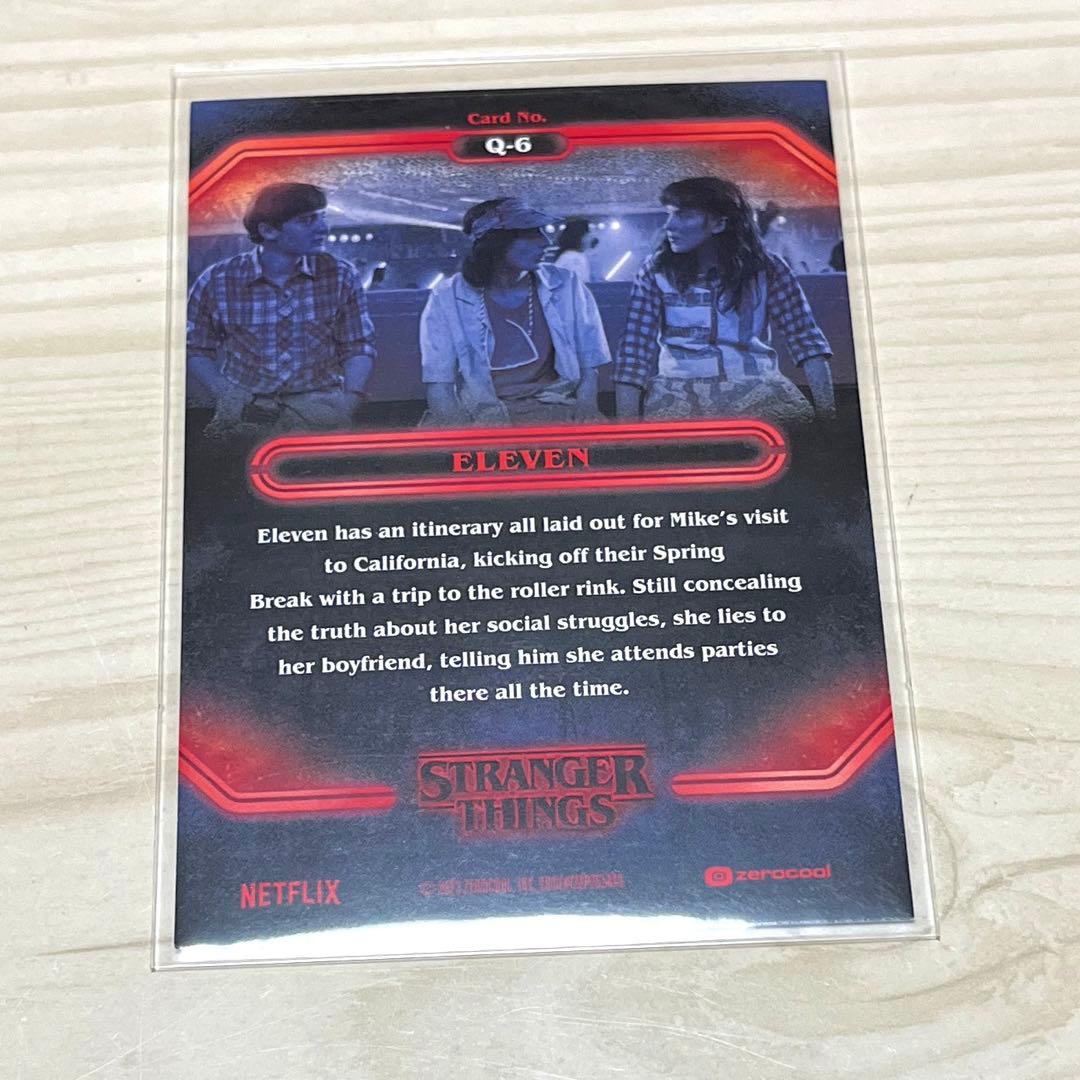 Card No.
Q-6
ELEVEN
Eleven has an itinerary all laid out for Mike's visit
to California, kicking off their Spring
Break with a trip to the roller rink. Still concealing
the truth about her social struggles, she lies to
her boyfriend, telling him she attends parties
there all the time.
STRANGER
THINGS
NETFLIX
ZEROCOOL, INC.
zerocool